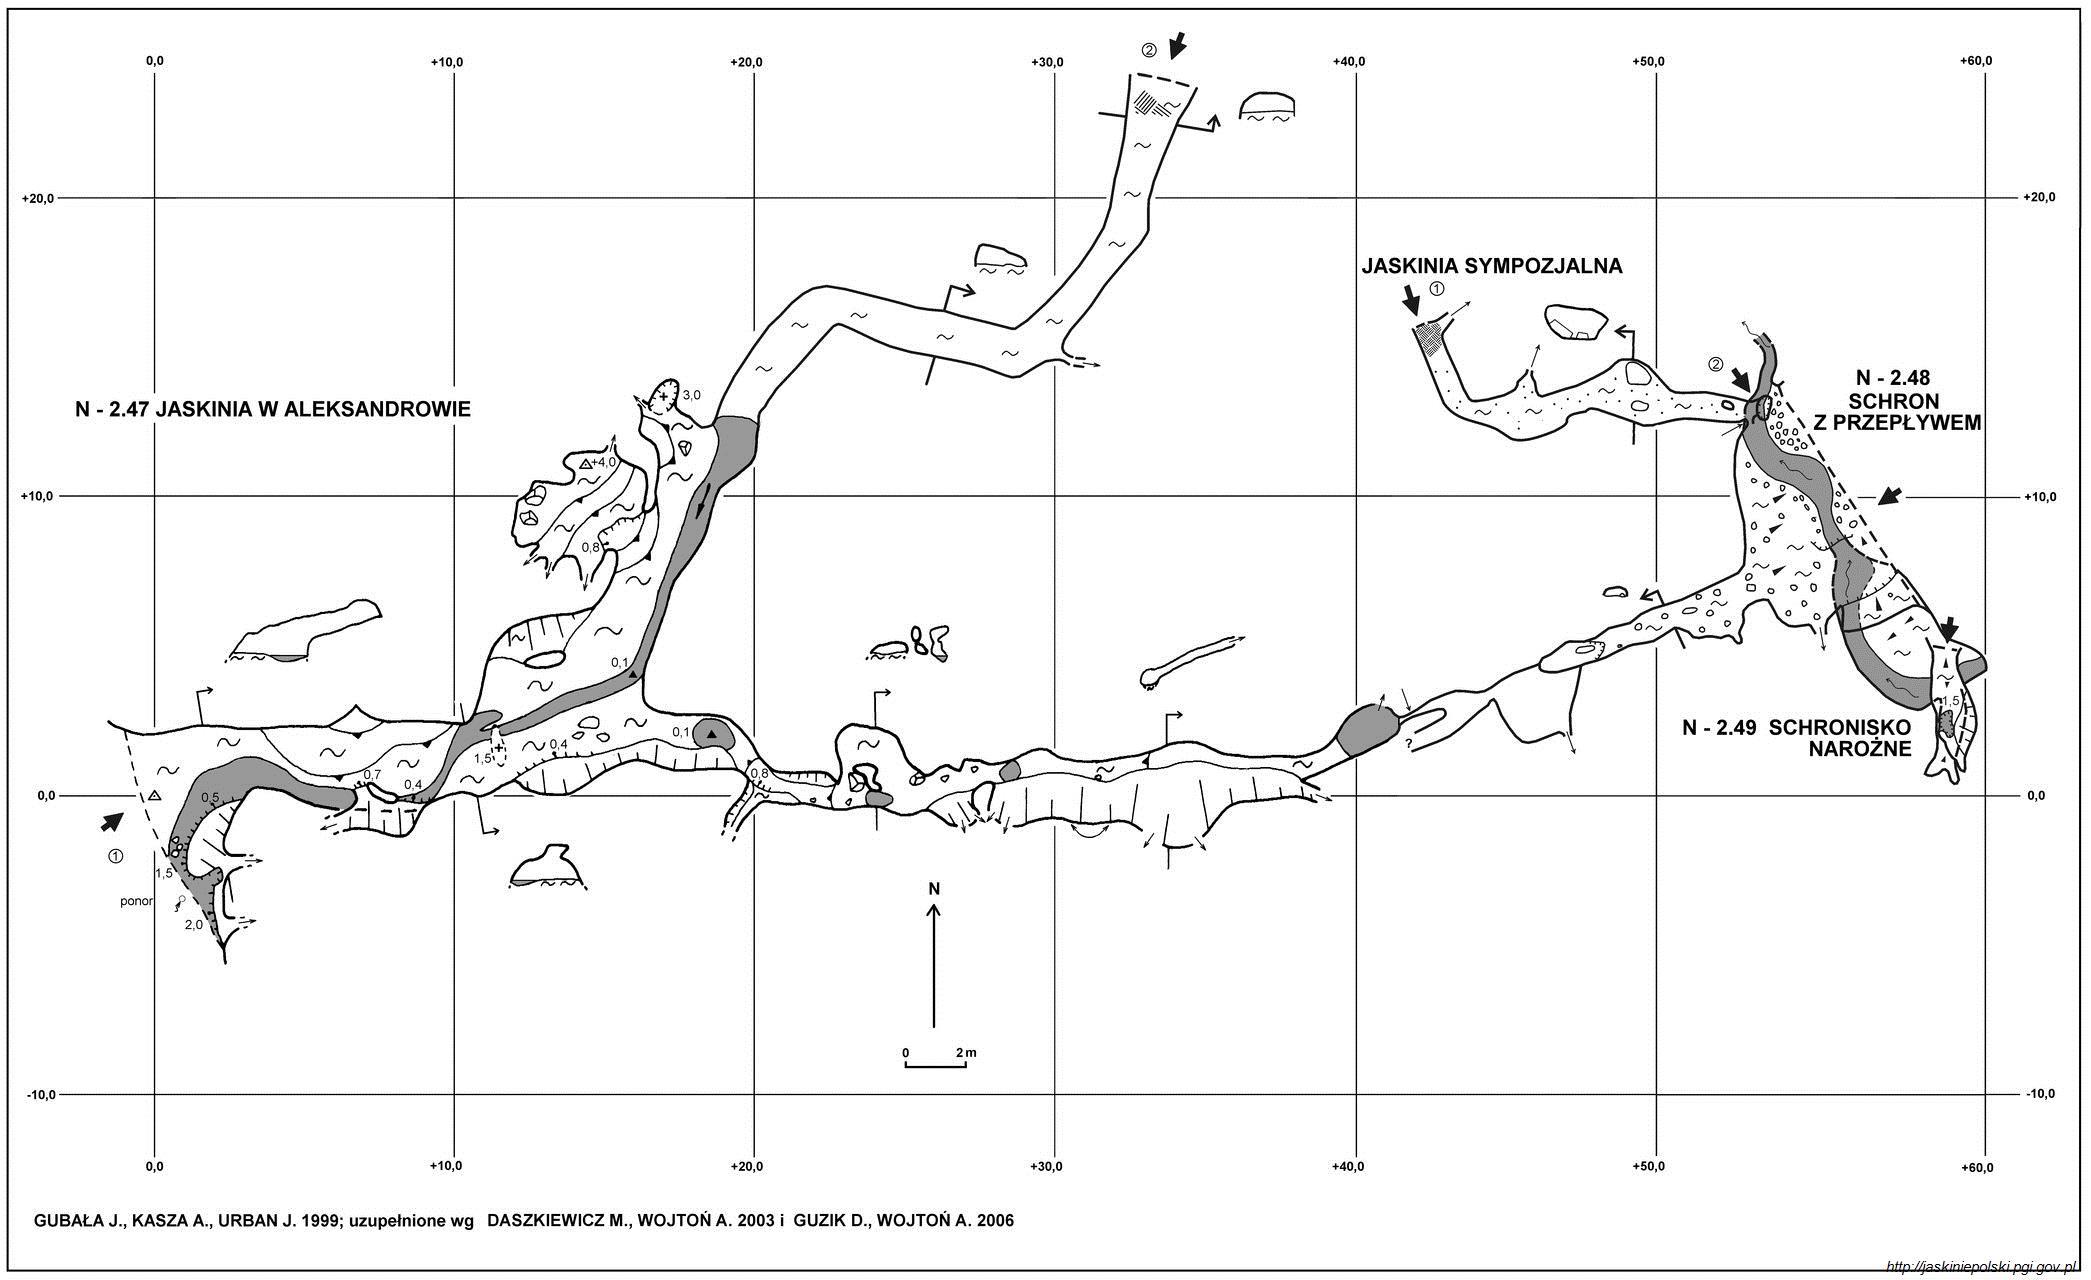 ②
0,0 +10,0 +20,0 +30,0 +40,0 +50,0 +60,0
+20,0 +20,0
JASKINIA SYMPOZJALNA
①
②
N - 2.48
SCHRON
Z PRZEPŁYWEM
N - 2.47 JASKINIA W ALEKSANDROWIE
3,0
+4,0
+10,0 +10,0
0,8
0,1
1,5
N - 2.49 SCHRONISKO
NAROŻNE
0,1
0,4
1,5
?
0,7
0,8
0,4
0,5
0,0 0,0
①
1,5
ponor
2,0
N
0 2 m
-10,0 -10,0
0,0 +10,0 +20,0 +30,0 +40,0 +50,0 +60,0
GUBAŁA J., KASZA A., URBAN J. 1999; uzupełnione wg DASZKIEWICZ M., WOJTOŃ A. 2003 i GUZIK D., WOJTOŃ A. 2006
http://jaskiniepolski.pgi.gov.pl